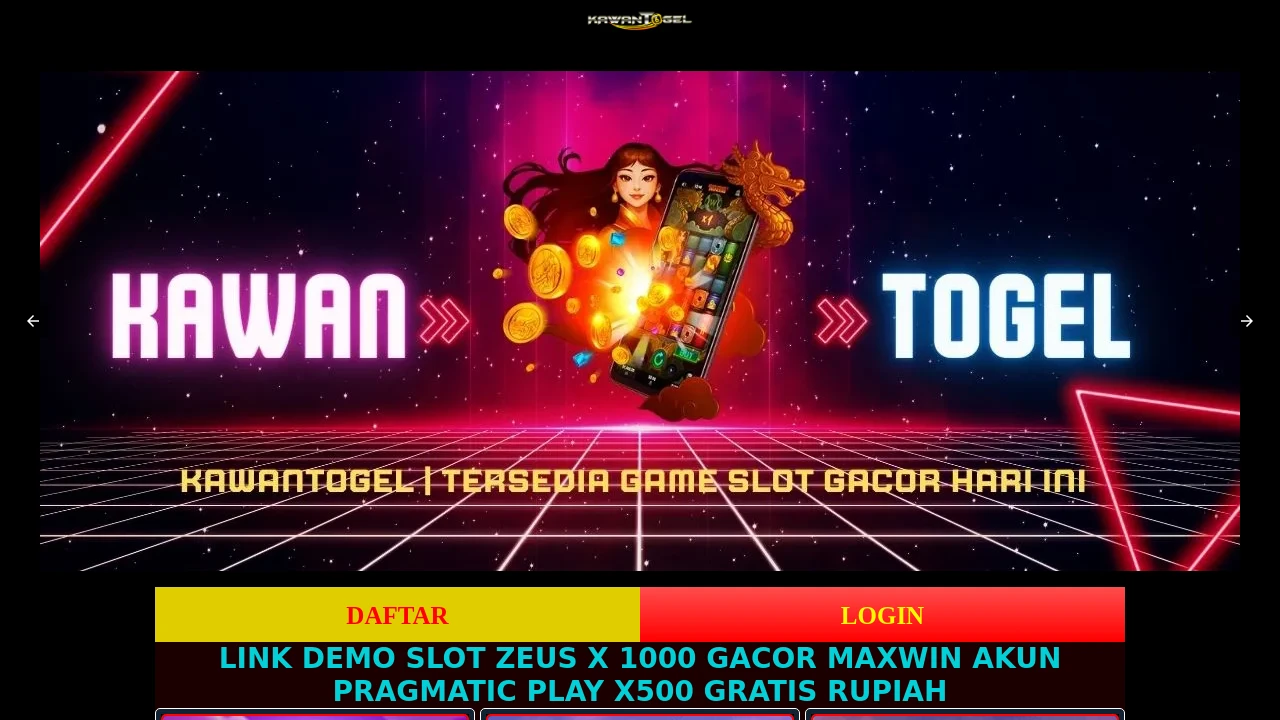 KAWANTOGEL
KAWAN
TOGEL
x1
KAWANTOGEL | TERSEDIA GAME SLOT GACOR HARI INI
DAFTAR
LOGIN
LINK DEMO SLOT ZEUS X 1000 GACOR MAXWIN AKUN
PRAGMATIC PLAY X500 GRATIS RUPIAH